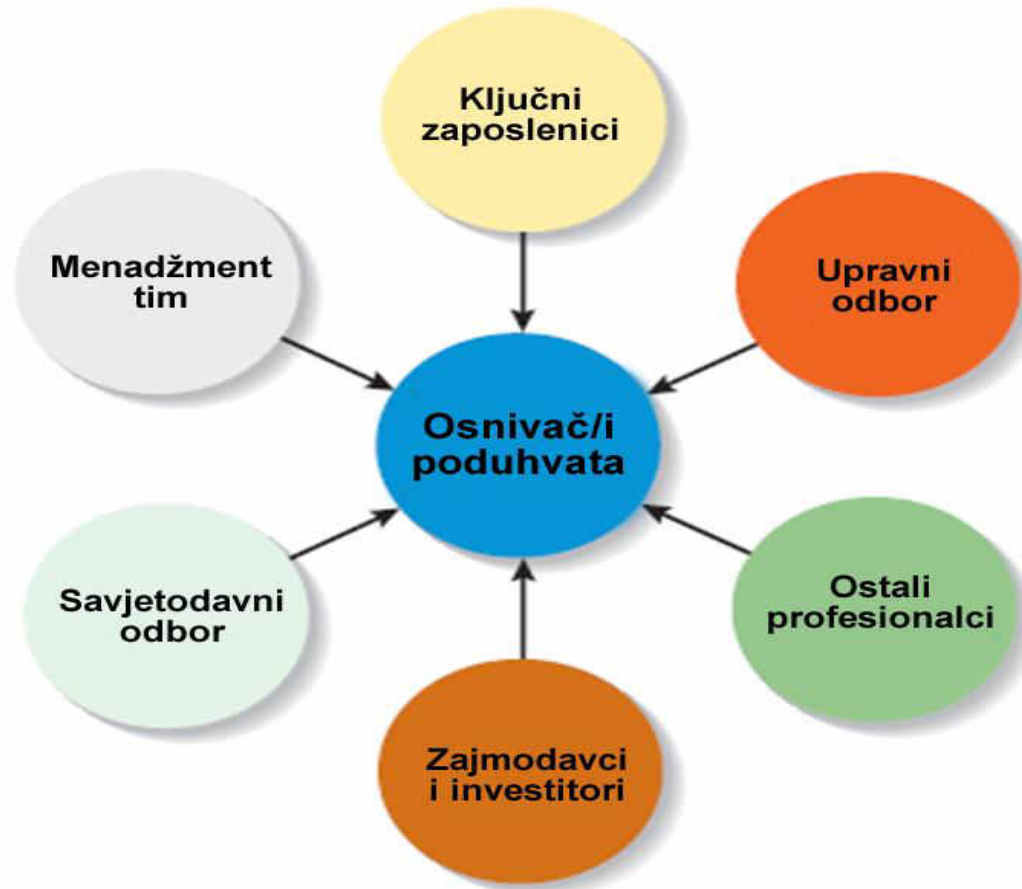 Ključni
zaposlenici
Menadžment
tim
Upravni
odbor
Osnivač/i
poduhvata
Savjetodavni
odbor
Ostali
profesionalci
Zajmodavci
i investitori